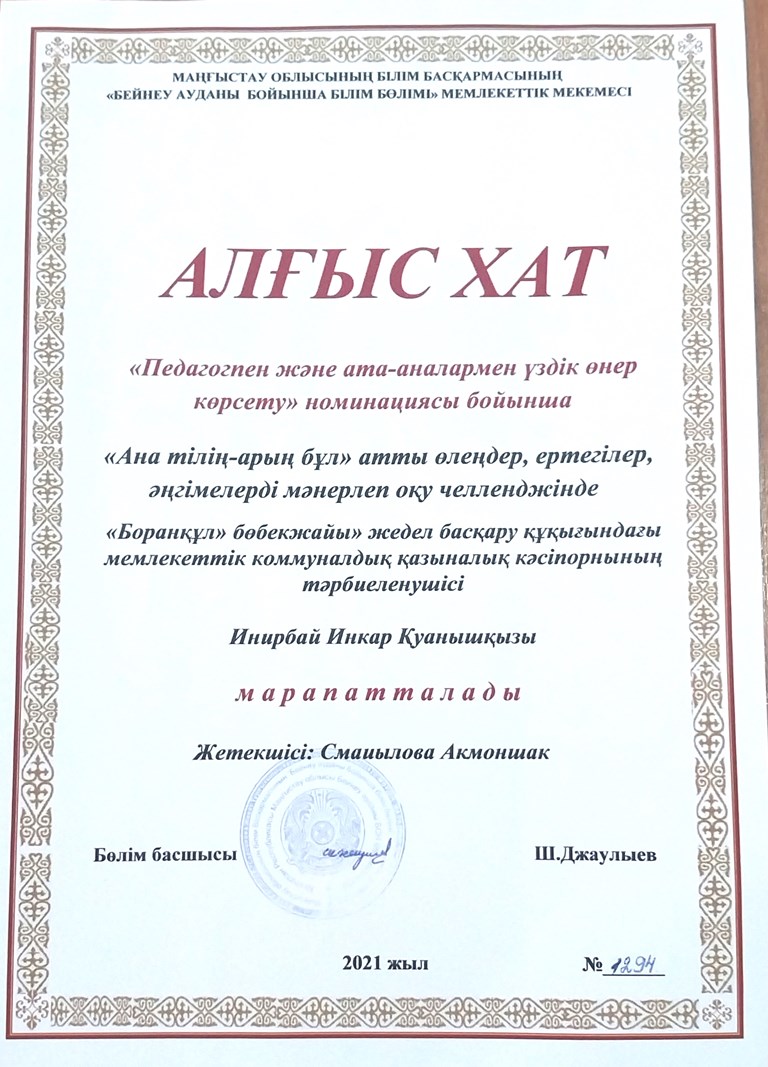 МАҢҒЫСТАУ ОБЛЫСЫНЫҢ БІЛІМ БАСҚАРМАСЫНЫҢ
«БЕЙНЕУ АУДАНЫ БОЙЫНША БІЛІМ БӨЛІМІ» МЕМЛЕКЕТТІК МЕКЕМЕСІ
АЛҒЫС ХАТ
«Педагогпен және ата-аналармен үздік өнер
көрсету» номинациясы бойынша
«Ана тілің-арың бұл» атты өлеңдер, ертегілер,
әңгімелерді мәнерлеп оқу челленджінде
«Боранқұл» бөбекжайы» жедел басқару құқығындағы
мемлекеттік коммуналдық қазыналық кәсіпорнының
тәрбиеленушісі
Инирбай Инкар Қуанышқызы
марапатталады
Жетекшісі: Смаиылова Акмоншак
Бөлім басшысы
Ш.Джаулыев
2021 жыл
№ 1294